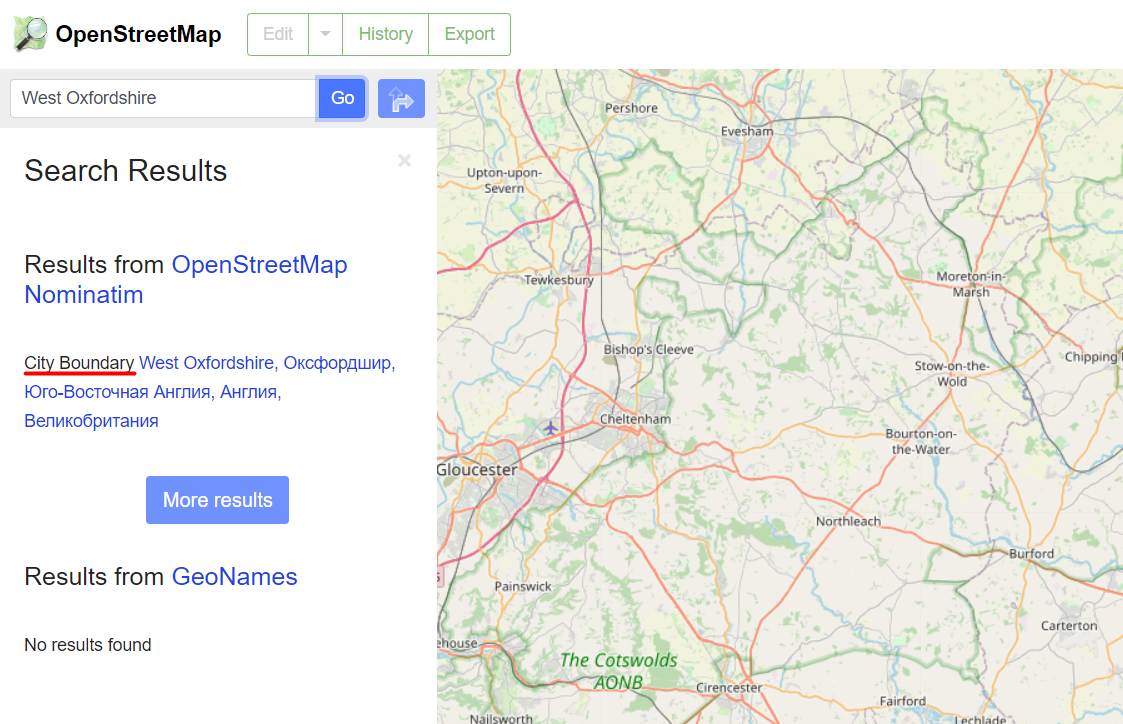 OpenStreetMap
Edit
History
Export
West Oxfordshire
Go
Search Results
×
Results from OpenStreetMap
Nominatim
City Boundary West Oxfordshire, Оксфордшир,
Юго-Восточная Англия, Англия,
Великобритания
More results
Results from GeoNames
No results found
Pershore
Evesham
Upton-upon-
Severn
Tewkesbury
Moreton-in-
Marsh
Bishop's Cleeve
Chipping
Stow-on-the-
Wold
Cheltenham
Bourton-on-
the-Water
Gloucester
Northleach
Burford
Painswick
Carterton
ehouse
The Cotswolds
AONB
Cirencester
Fairford
Nailsworth
Lechlade